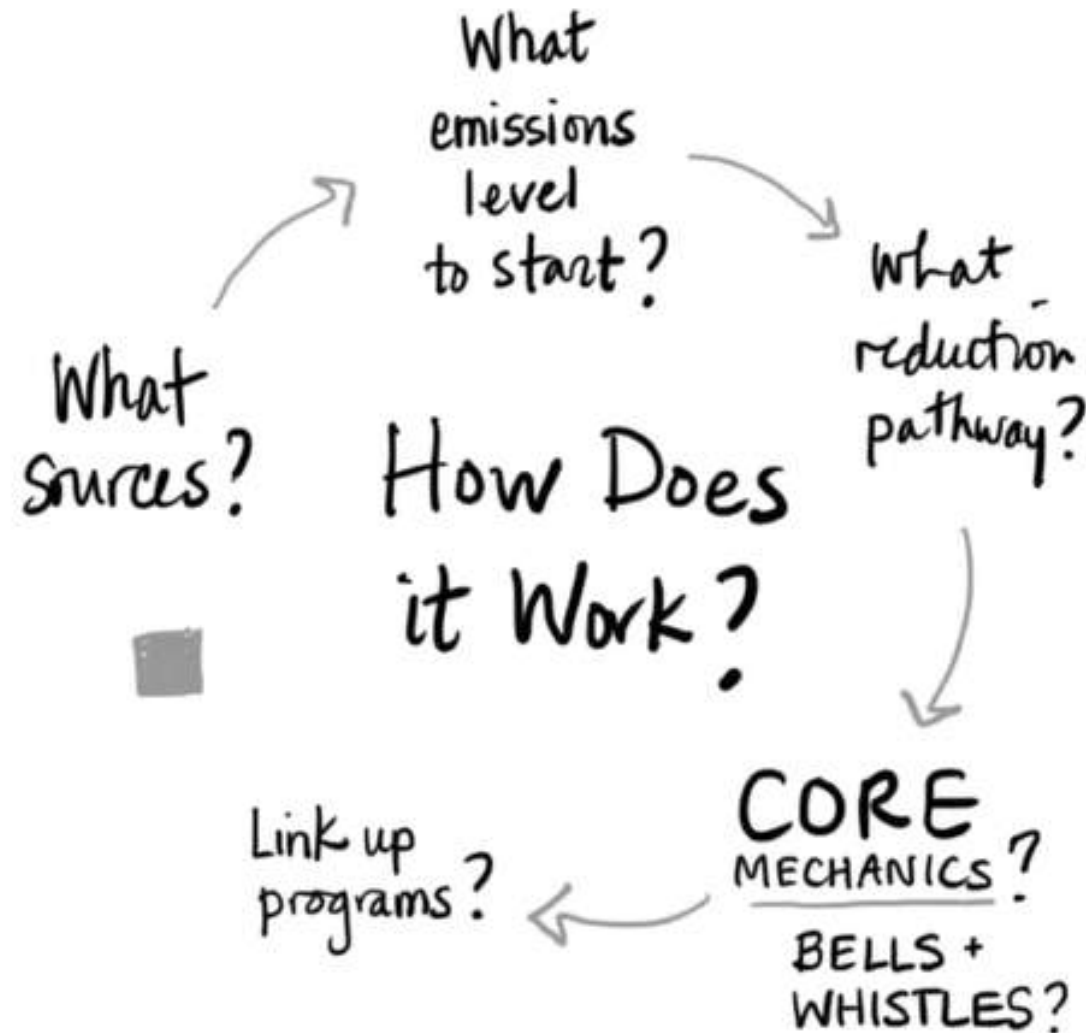 What
emissions
level
to start?
What
reduction
pathway?
What
sources?
How Does
it Work?
CORE
MECHANICS?
BELLS +
WHISTLES?
Link up
programs?